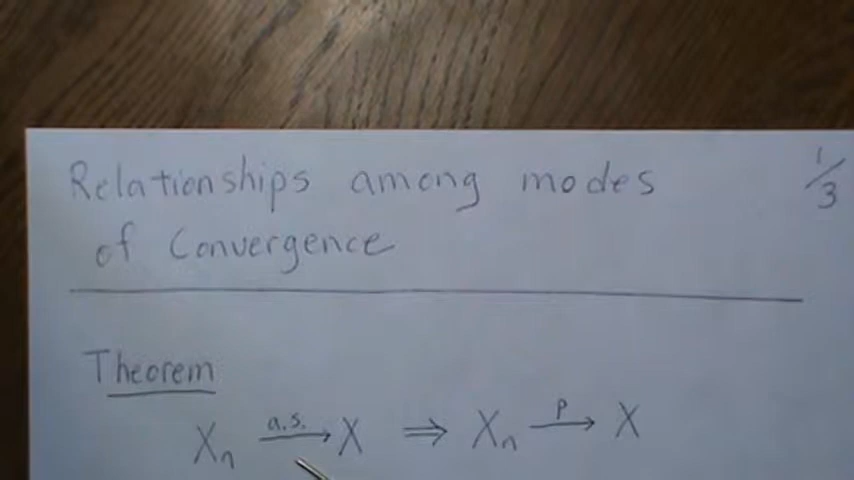 Relationships among modes 1/3
of Convergence
Theorem
Xₙ a.s.→ X ⇒ Xₙ p→ X